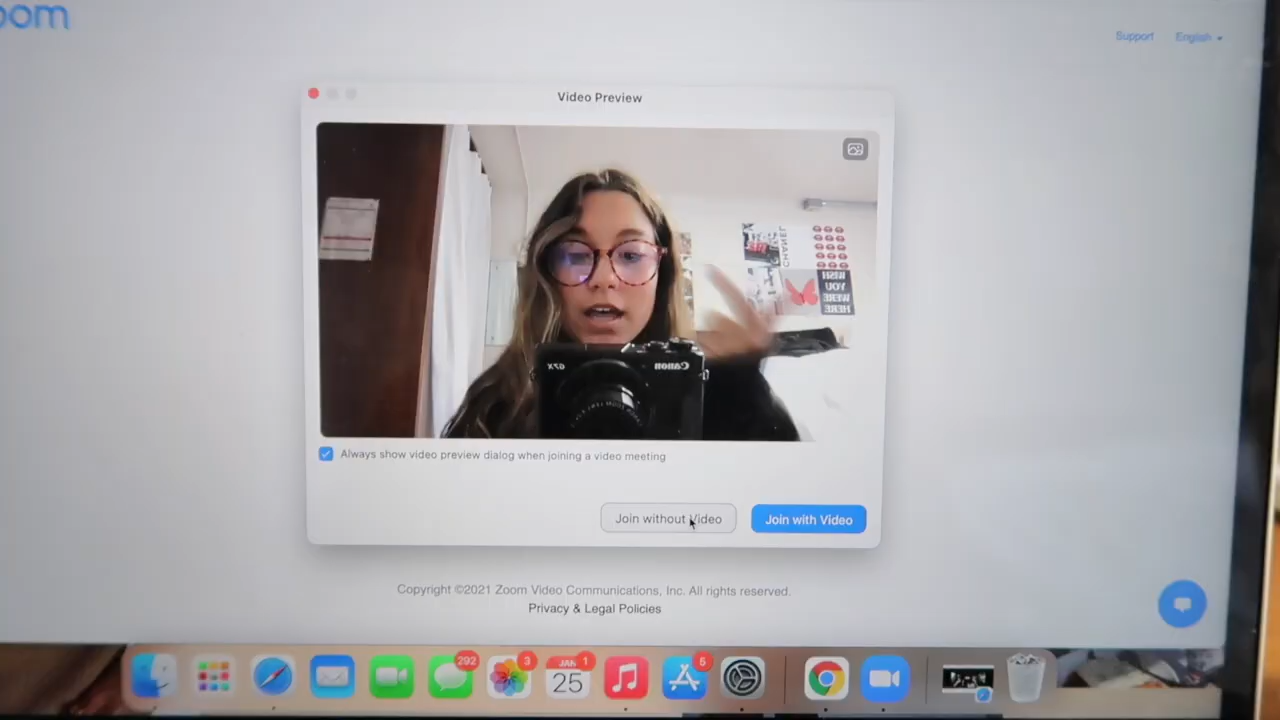 oom
Support English
Video Preview
CHANEL
WISH
YOU
WERE
HERE
G7X Canon
Always show video preview dialog when joining a video meeting
Join without Video Join with Video
Copyright ©2021 Zoom Video Communications, Inc. All rights reserved.
Privacy & Legal Policies
292 3 JAN 1 5
25